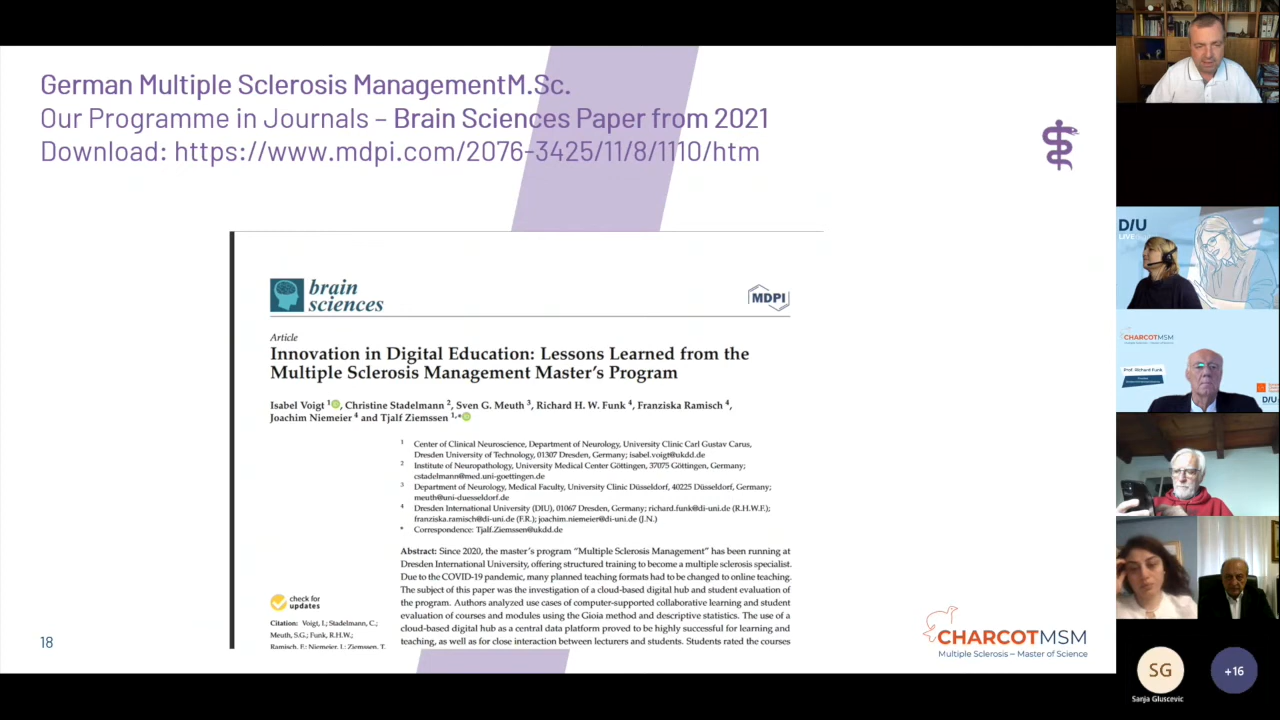 German Multiple Sclerosis ManagementM.Sc.
Our Programme in Journals – Brain Sciences Paper from 2021
Download: https://www.mdpi.com/2076-3425/11/8/1110/htm
brain
sciences
MDPI
Article
Innovation in Digital Education: Lessons Learned from the
Multiple Sclerosis Management Master's Program
Isabel Voigt 1, Christine Stadelmann 2, Sven G. Meuth 3, Richard H. W. Funk 4, Franziska Ramisch 4,
Joachim Niemeier 4 and Tjalf Ziemssen 1,*
1 Center of Clinical Neuroscience, Department of Neurology, University Clinic Carl Gustav Carus,
Dresden University of Technology, 01307 Dresden, Germany; isabel.voigt@ukdd.de
2 Institute of Neuropathology, University Medical Center Göttingen, 37075 Göttingen, Germany;
cstadelmann@med.uni-goettingen.de
3 Department of Neurology, Medical Faculty, University Clinic Düsseldorf, 40225 Düsseldorf, Germany;
meuth@uni-duesseldorf.de
4 Dresden International University (DIU), 01067 Dresden, Germany; richard.funk@di-uni.de (R.H.W.F.);
franziska.ramisch@di-uni.de (F.R.); joachim.niemeier@di-uni.de (J.N.)
* Correspondence: Tjalf.Ziemssen@ukdd.de
Abstract: Since 2020, the master's program “Multiple Sclerosis Management” has been running at
Dresden International University, offering structured training to become a multiple sclerosis specialist.
Due to the COVID-19 pandemic, many planned teaching formats had to be changed to online teaching.
The subject of this paper was the investigation of a cloud-based digital hub and student evaluation of
the program. Authors analyzed use cases of computer-supported collaborative learning and student
evaluation of courses and modules using the Gioia method and descriptive statistics. The use of a
cloud-based digital hub as a central data platform proved to be highly successful for learning and
teaching, as well as for close interaction between lecturers and students. Students rated the courses
check for
updates
Citation: Voigt, I.; Stadelmann, C.;
Meuth, S.G.; Funk, R.H.W.;
Ramisch, F.; Niemeier, J.; Ziemssen, T.
18
CHARCOTMSM
Multiple Sclerosis – Master of Science
D/U
LIVE
CHARCOTMSM
Prof. Richard Funk
D/U
SG
Sanja Gluscevic
+16